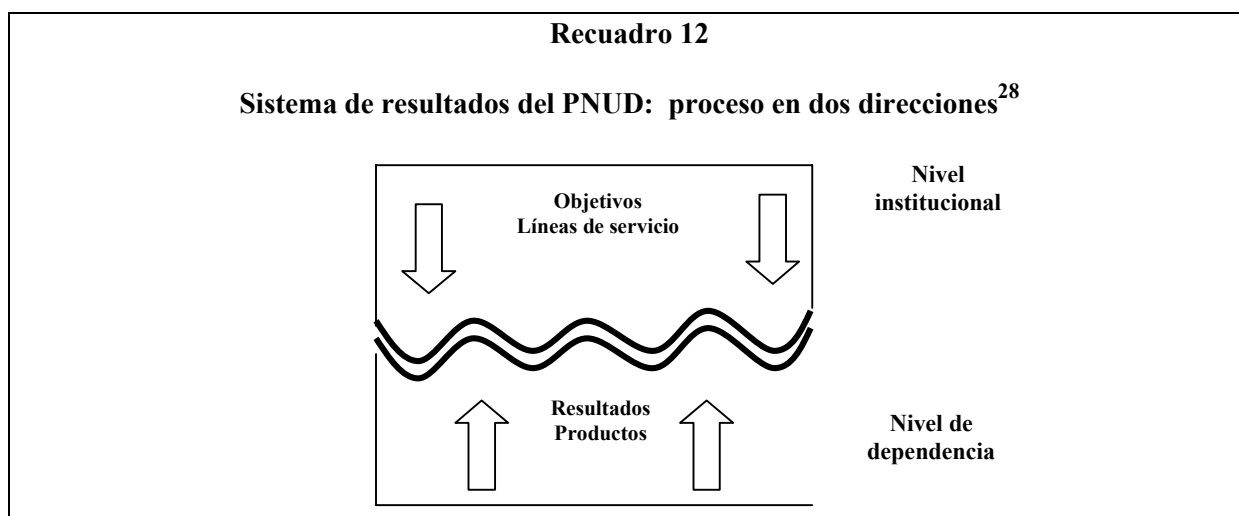 Recuadro 12
Sistema de resultados del PNUD: proceso en dos direcciones28
Nivel
institucional
Objetivos
Líneas de servicio
Resultados
Productos
Nivel de
dependencia